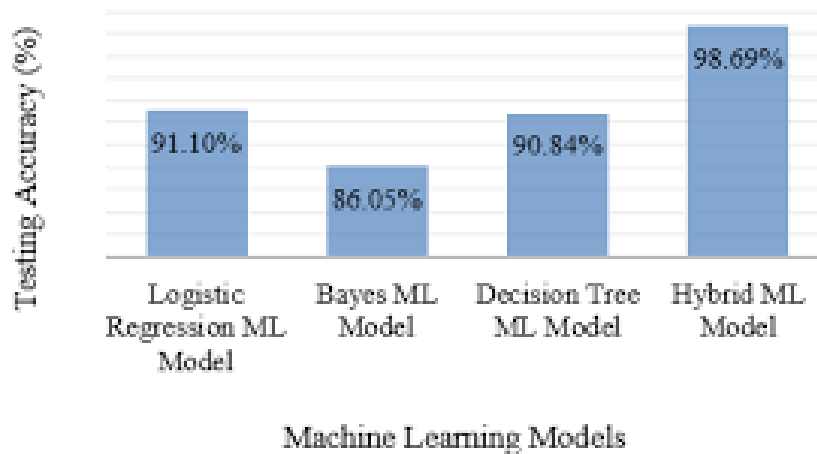 Testing Accuracy (%)
91.10%
86.05%
90.84%
98.69%
Logistic
Regression ML
Model
Bayes ML
Model
Decision Tree
ML Model
Hybrid ML
Model
Machine Learning Models